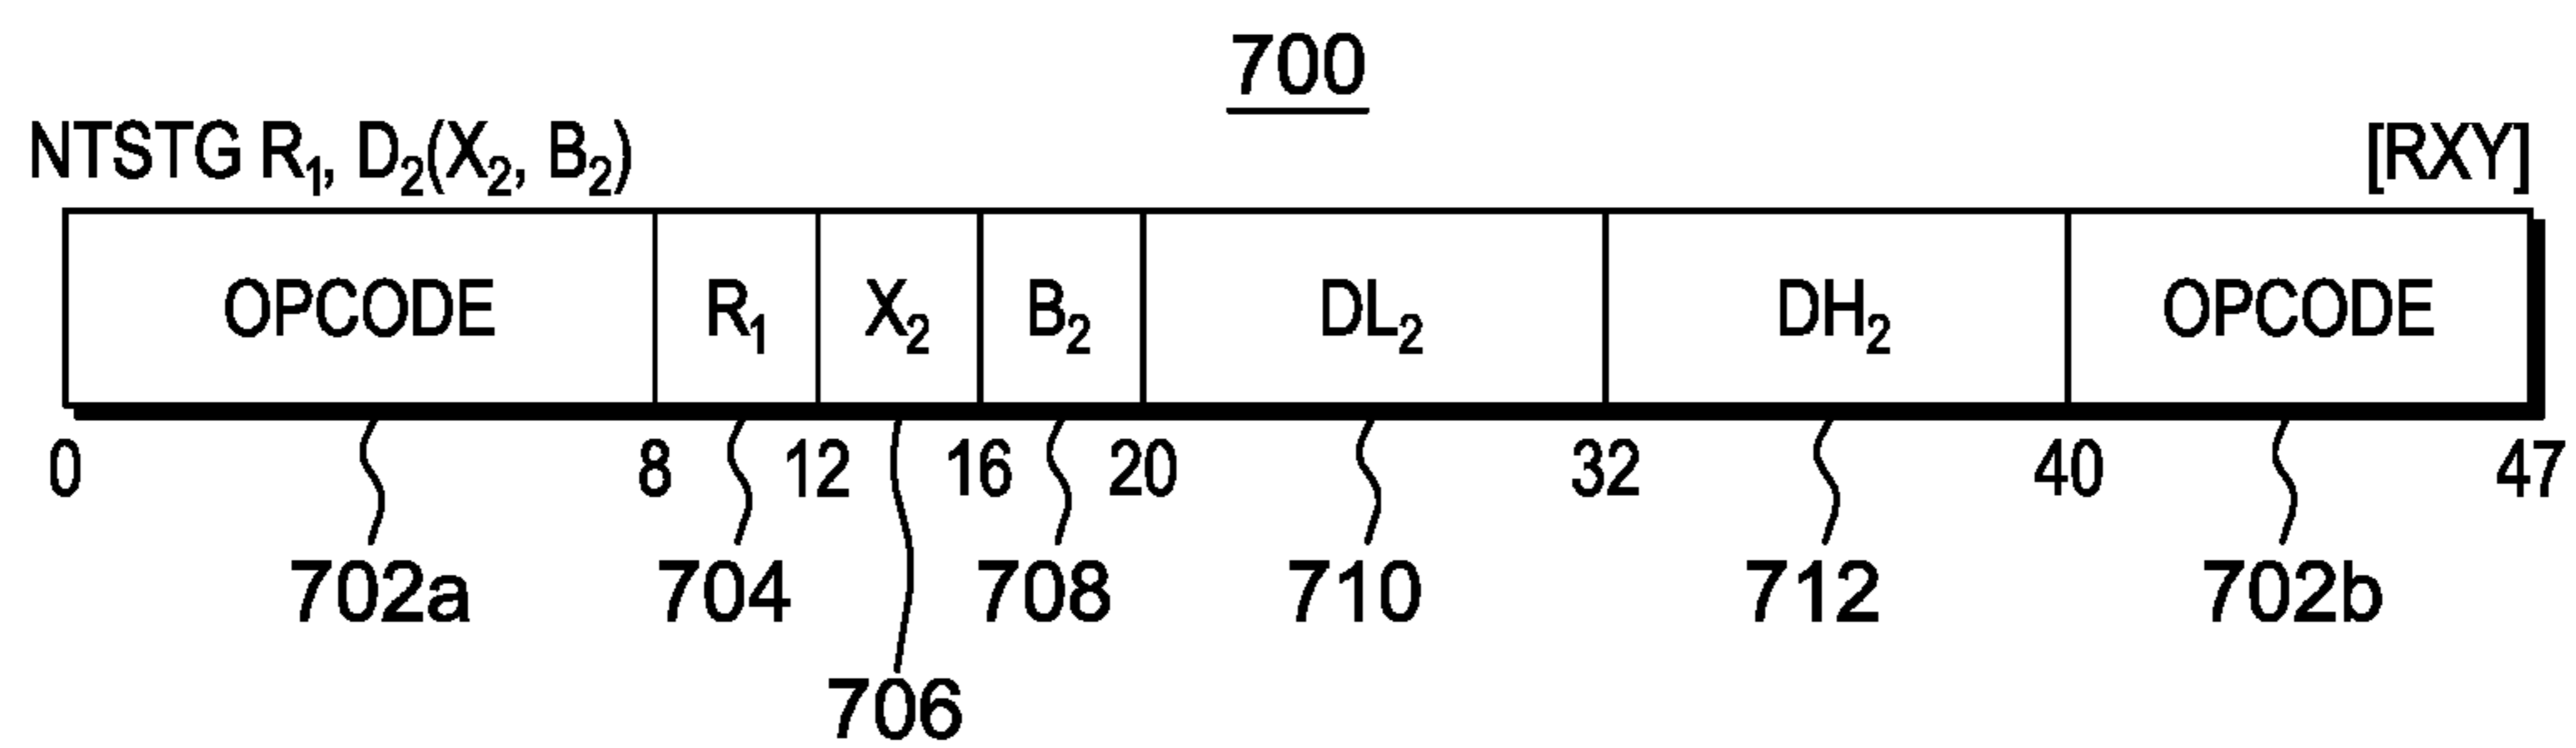 700
NTSTG R₁, D₂(X₂, B₂) [RXY]
OPCODE R₁ X₂ B₂ DL₂ DH₂ OPCODE
0 8 12 16 20 32 40 47
702a 704 708 710 712 702b
706